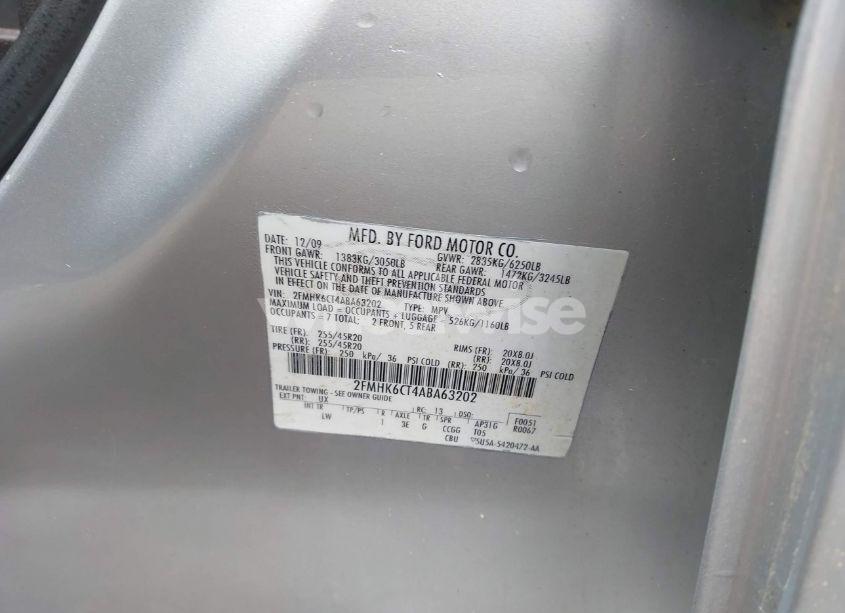 MFD. BY FORD MOTOR CO.
DATE: 12/09 GVWR: 2835KG/6250LB
FRONT GAWR: 1383KG/3050LB REAR GAWR: 1472KG/3245LB
THIS VEHICLE CONFORMS TO ALL APPLICABLE FEDERAL MOTOR
VEHICLE SAFETY AND THEFT PREVENTION STANDARDS
IN EFFECT ON THE DATE OF MANUFACTURE SHOWN ABOVE
VIN: 2FMHK6CT4ABA63202 TYPE: MPV
MAXIMUM LOAD = OCCUPANTS + LUGGAGE 526KG/1160LB
OCCUPANTS = 7 TOTAL: 2 FRONT, 5 REAR
TIRE (FR): 255/45R20 RIMS (FR): 20X8.0J
(RR): 255/45R20 (RR): 20X8.0J
PRESSURE (FR): 250 kPa/ 36 PSI COLD (RR): 250 kPa/ 36 PSI COLD
2FMHK6CT4ABA63202
TRAILER TOWING - SEE OWNER GUIDE
EXT PNT: UX RC: 13 DSO: F0051
INT TR TP/PS R AXLE TR SPR AP31G R0067
LW 1 3E G CCGG T05
CBU 5U5A-5420472-AA